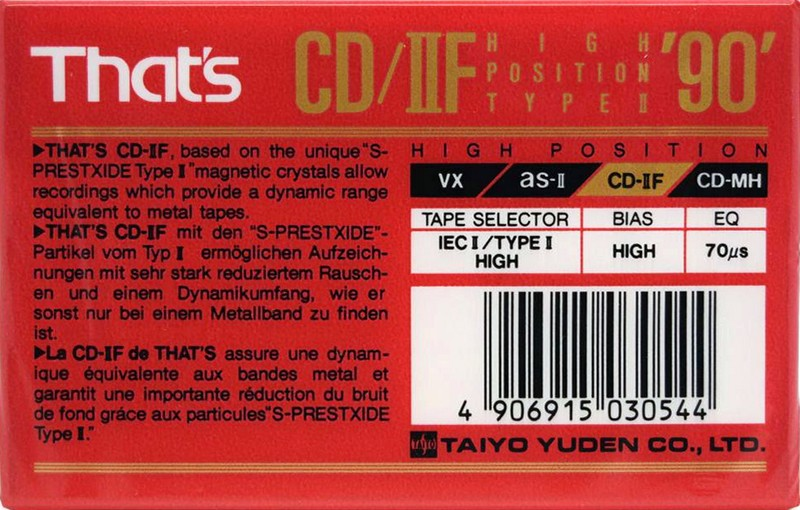 That's CD/IIF HIGH POSITION TYPE II '90'
▶THAT'S CD-IIF, based on the unique "S-
PRESTXIDE Type II" magnetic crystals allow
recordings which provide a dynamic range
equivalent to metal tapes.
▶THAT'S CD-IIF mit den "S-PRESTXIDE"-
Partikel vom Typ II ermöglichen Aufzeich-
nungen mit sehr stark reduziertem Rausch-
en und einem Dynamikumfang, wie er
sonst nur bei einem Metallband zu finden
ist.
▶La CD-IIF de THAT'S assure une dynam-
ique équivalente aux bandes metal et
garantit une importante réduction du bruit
de fond gráce aux particules "S-PRESTXIDE
Type II."
HIGH POSITION
VX as-II CD-IIF CD-MH
TAPE SELECTOR BIAS EQ
IEC II/TYPE II HIGH 70μs
HIGH
4 906915 030544
TAIYO YUDEN CO., LTD.